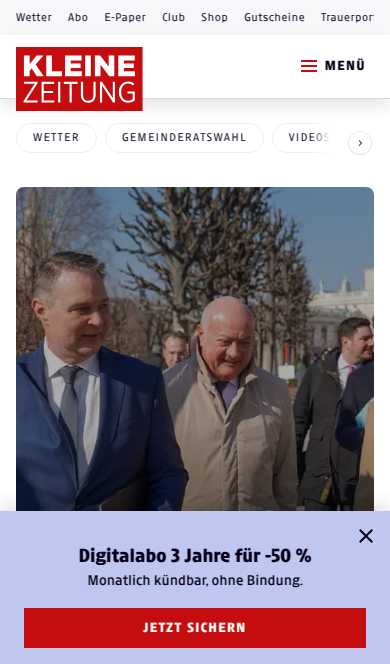 Wetter Abo E-Paper Club Shop Gutscheine Trauerpor
KLEINE
ZEITUNG
MENÜ
WETTER GEMEINDERATSWAHL VIDEOS
Digitalabo 3 Jahre für -50 %
Monatlich kündbar, ohne Bindung.
JETZT SICHERN